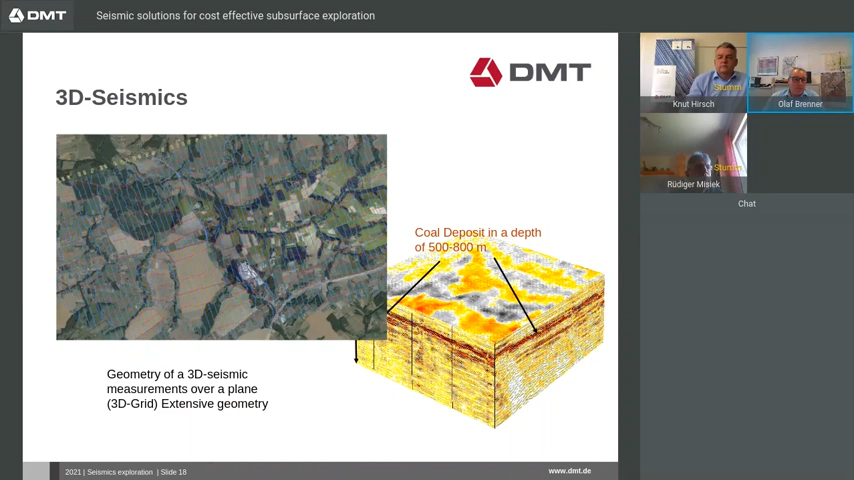 DMT
Seismic solutions for cost effective subsurface exploration
DMT
3D-Seismics
Coal Deposit in a depth
of 500-800 m
Geometry of a 3D-seismic
measurements over a plane
(3D-Grid) Extensive geometry
2021 | Seismics exploration | Slide 18
www.dmt.de
Stumm
Knut Hirsch
Olaf Brenner
Stumm
Rüdiger Misiek
Chat